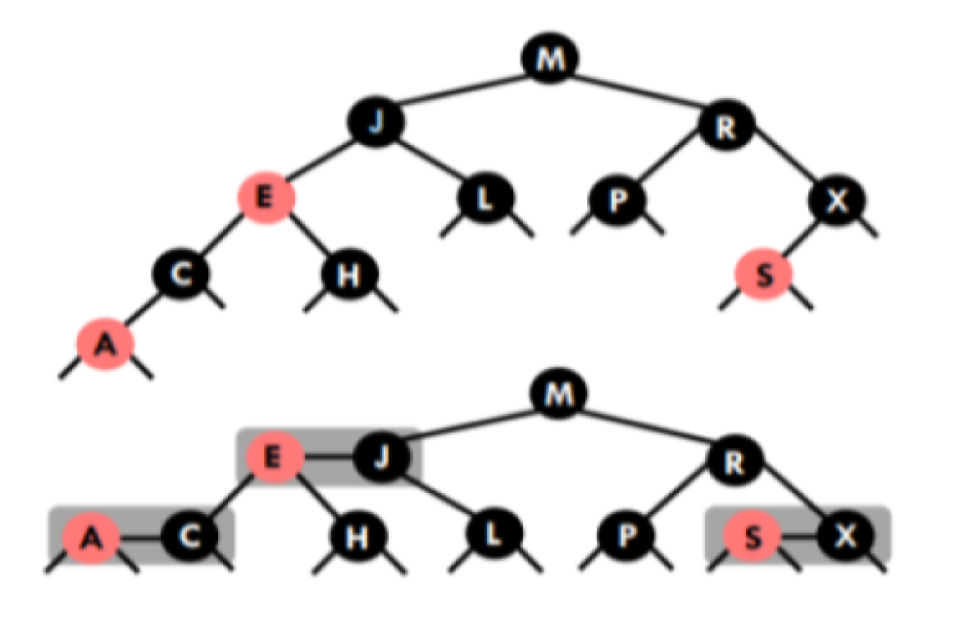 M
J R
E L P X
C H S
A
M
E J R
A C H L P S X